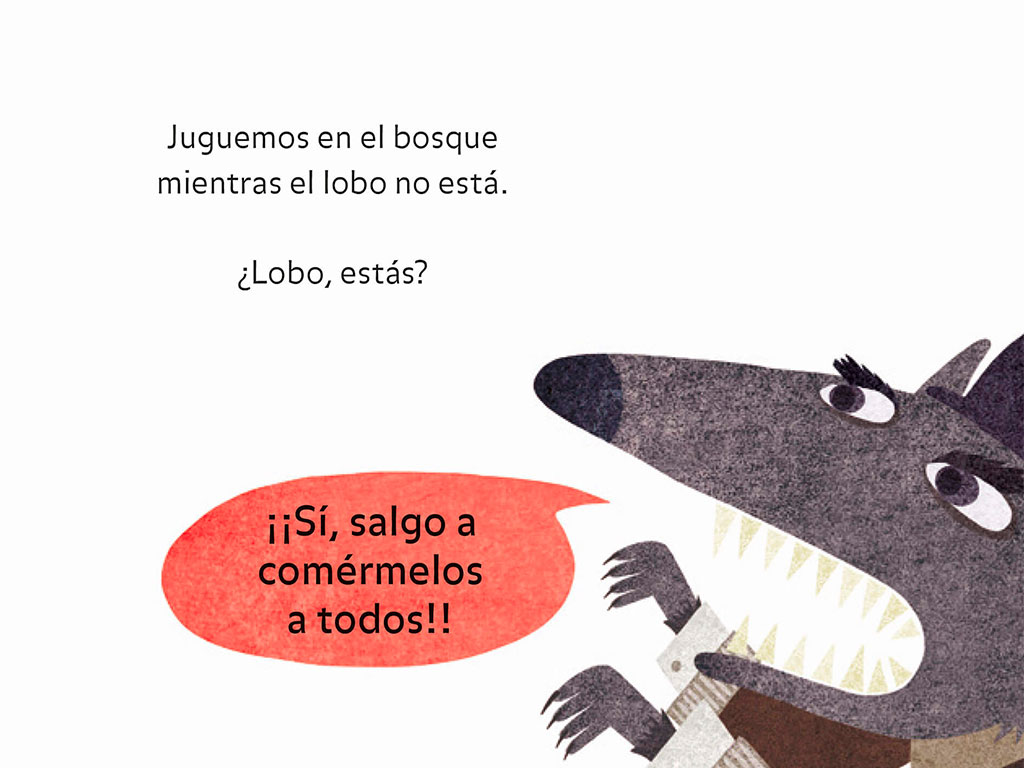 Juguemos en el bosque
mientras el lobo no está.
¿Lobo, estás?
¡¡Sí, salgo a
comérmelos
a todos!!